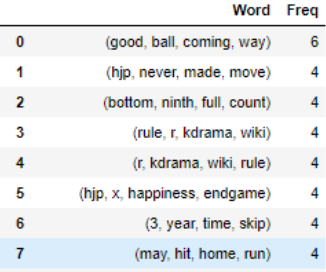 Word Freq
0 (good, ball, coming, way) 6
1 (hjp, never, made, move) 4
2 (bottom, ninth, full, count) 4
3 (rule, r, kdrama, wiki) 4
4 (r, kdrama, wiki, rule) 4
5 (hjp, x, happiness, endgame) 4
6 (3, year, time, skip) 4
7 (may, hit, home, run) 4